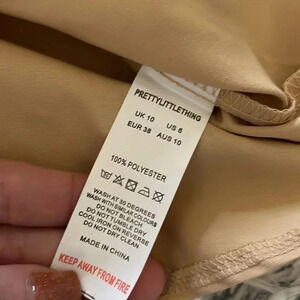 PRETTYLITTLETHING
UK 10 US 6
EUR 38 AUS 10
100% POLYESTER
WASH AT 30 DEGREES
WASH WITH SIMILAR COLOURS
DO NOT BLEACH
DO NOT TUMBLE DRY
COOL IRON ON REVERSE
DO NOT DRY CLEAN
MADE IN CHINA
KEEP AWAY FROM FIRE